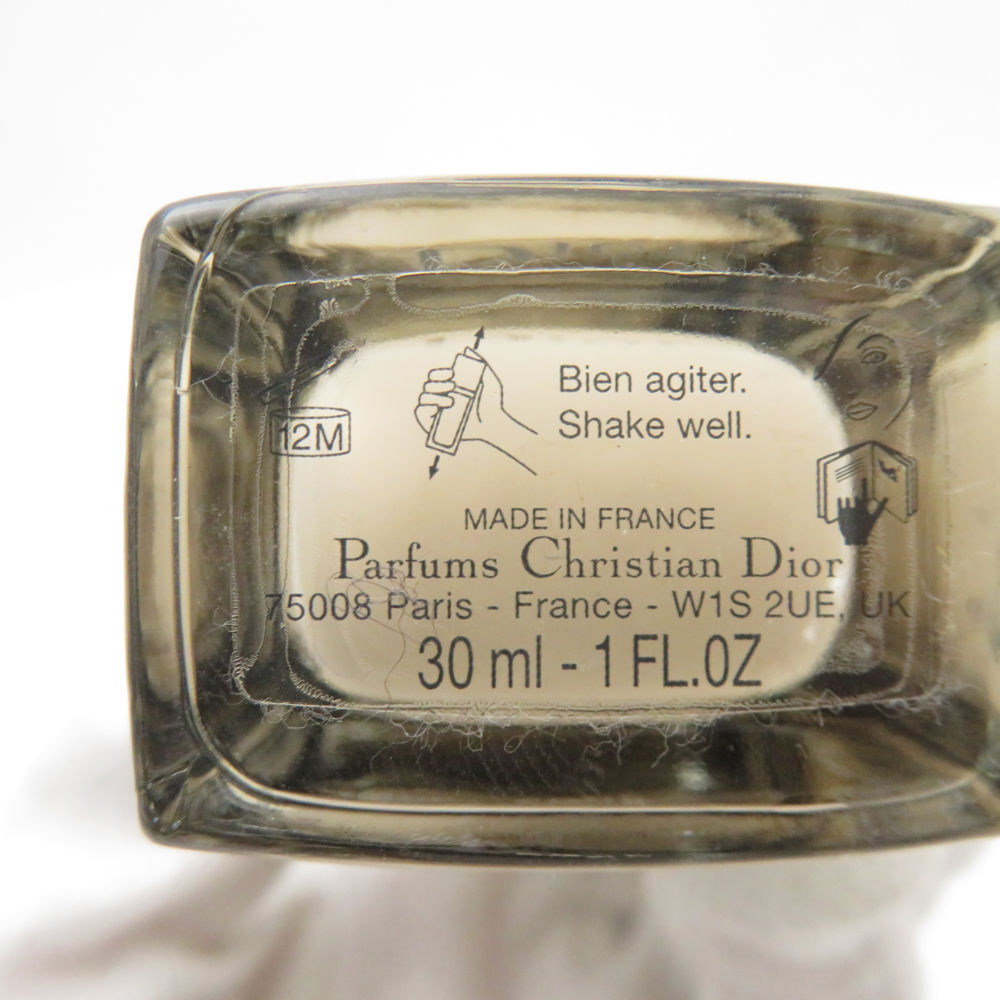 Bien agiter.
Shake well.
12M
MADE IN FRANCE
Parfums Christian Dior
75008 Paris - France - W1S 2UE, UK
30 ml - 1 FL.OZ